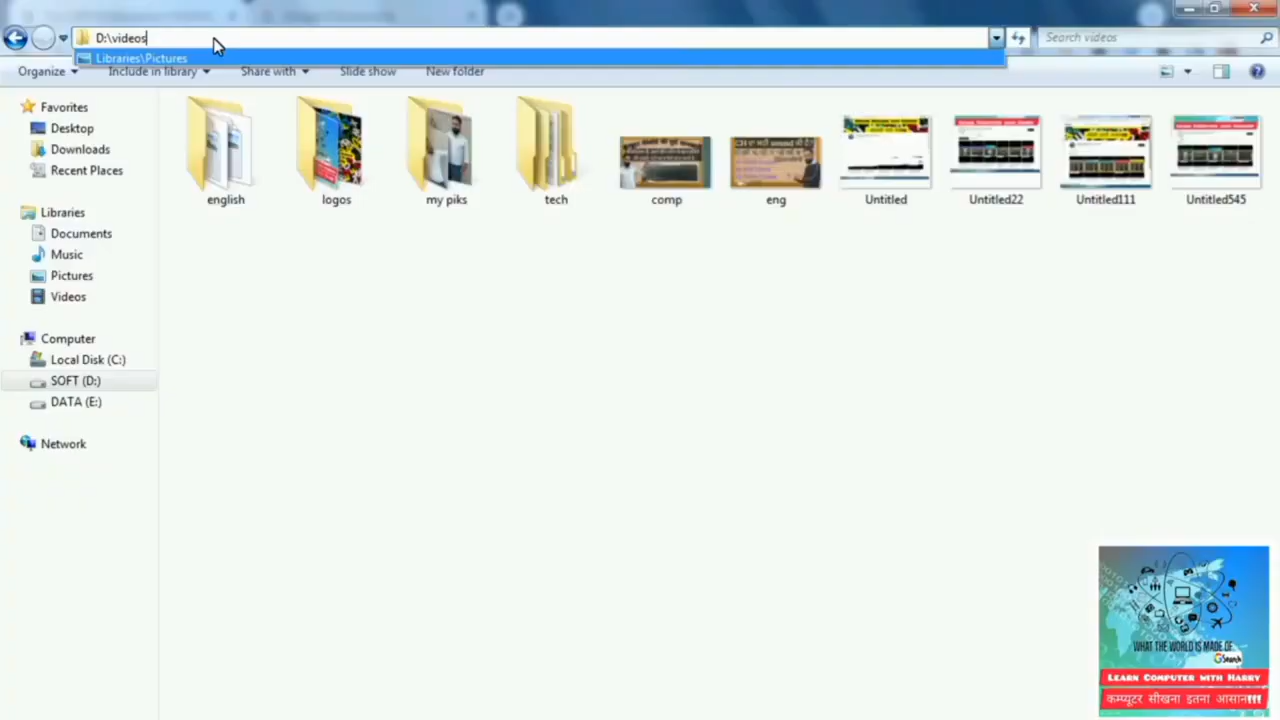 D:\videos
Search videos
Libraries\Pictures
Organize
Include in library
Share with
Slide show
New folder
Favorites
Desktop
Downloads
Recent Places
Libraries
Documents
Music
Pictures
Videos
Computer
Local Disk (C:)
SOFT (D:)
DATA (E:)
Network
english
logos
my piks
tech
comp
eng
Untitled
Untitled22
Untitled111
Untitled545
WHAT THE WORLD IS MADE OF
GSearch
LEARN COMPUTER WITH HARRY
कम्प्यूटर सीखना इतना आसान!!!